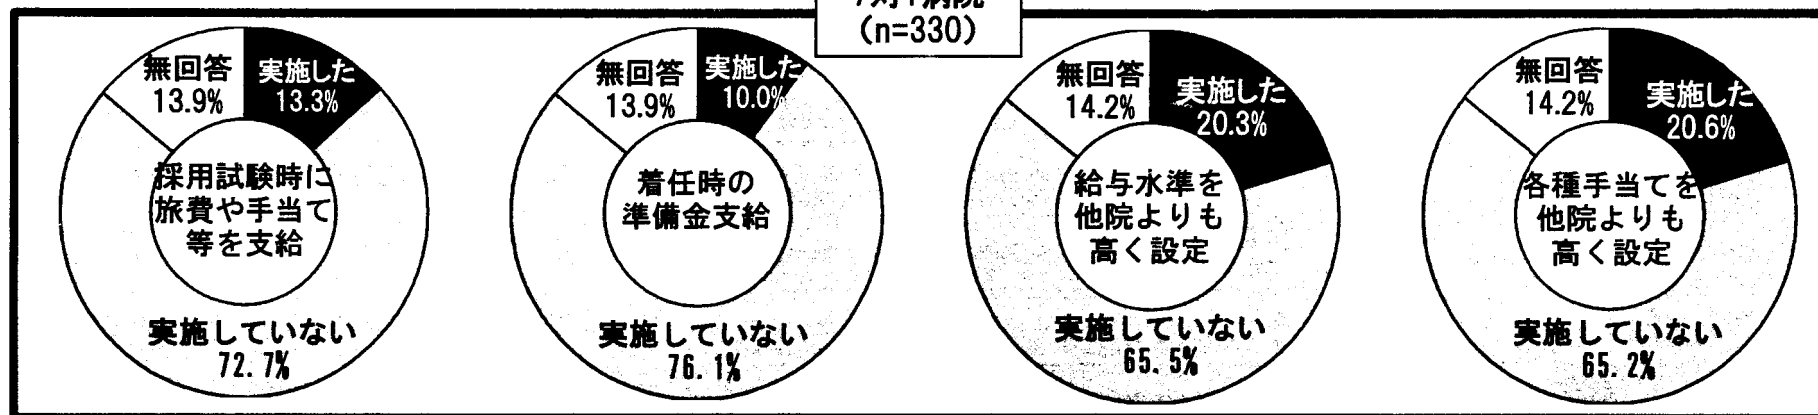 7対1病院
(n=330)
無回答
13.9%
実施した
13.3%
採用試験時に
旅費や手当て
等を支給
実施していない
72.7%
無回答
13.9%
実施した
10.0%
着任時の
準備金支給
実施していない
76.1%
無回答
14.2%
実施した
20.3%
給与水準を
他院よりも
高く設定
実施していない
65.5%
無回答
14.2%
実施した
20.6%
各種手当てを
他院よりも
高く設定
実施していない
65.2%